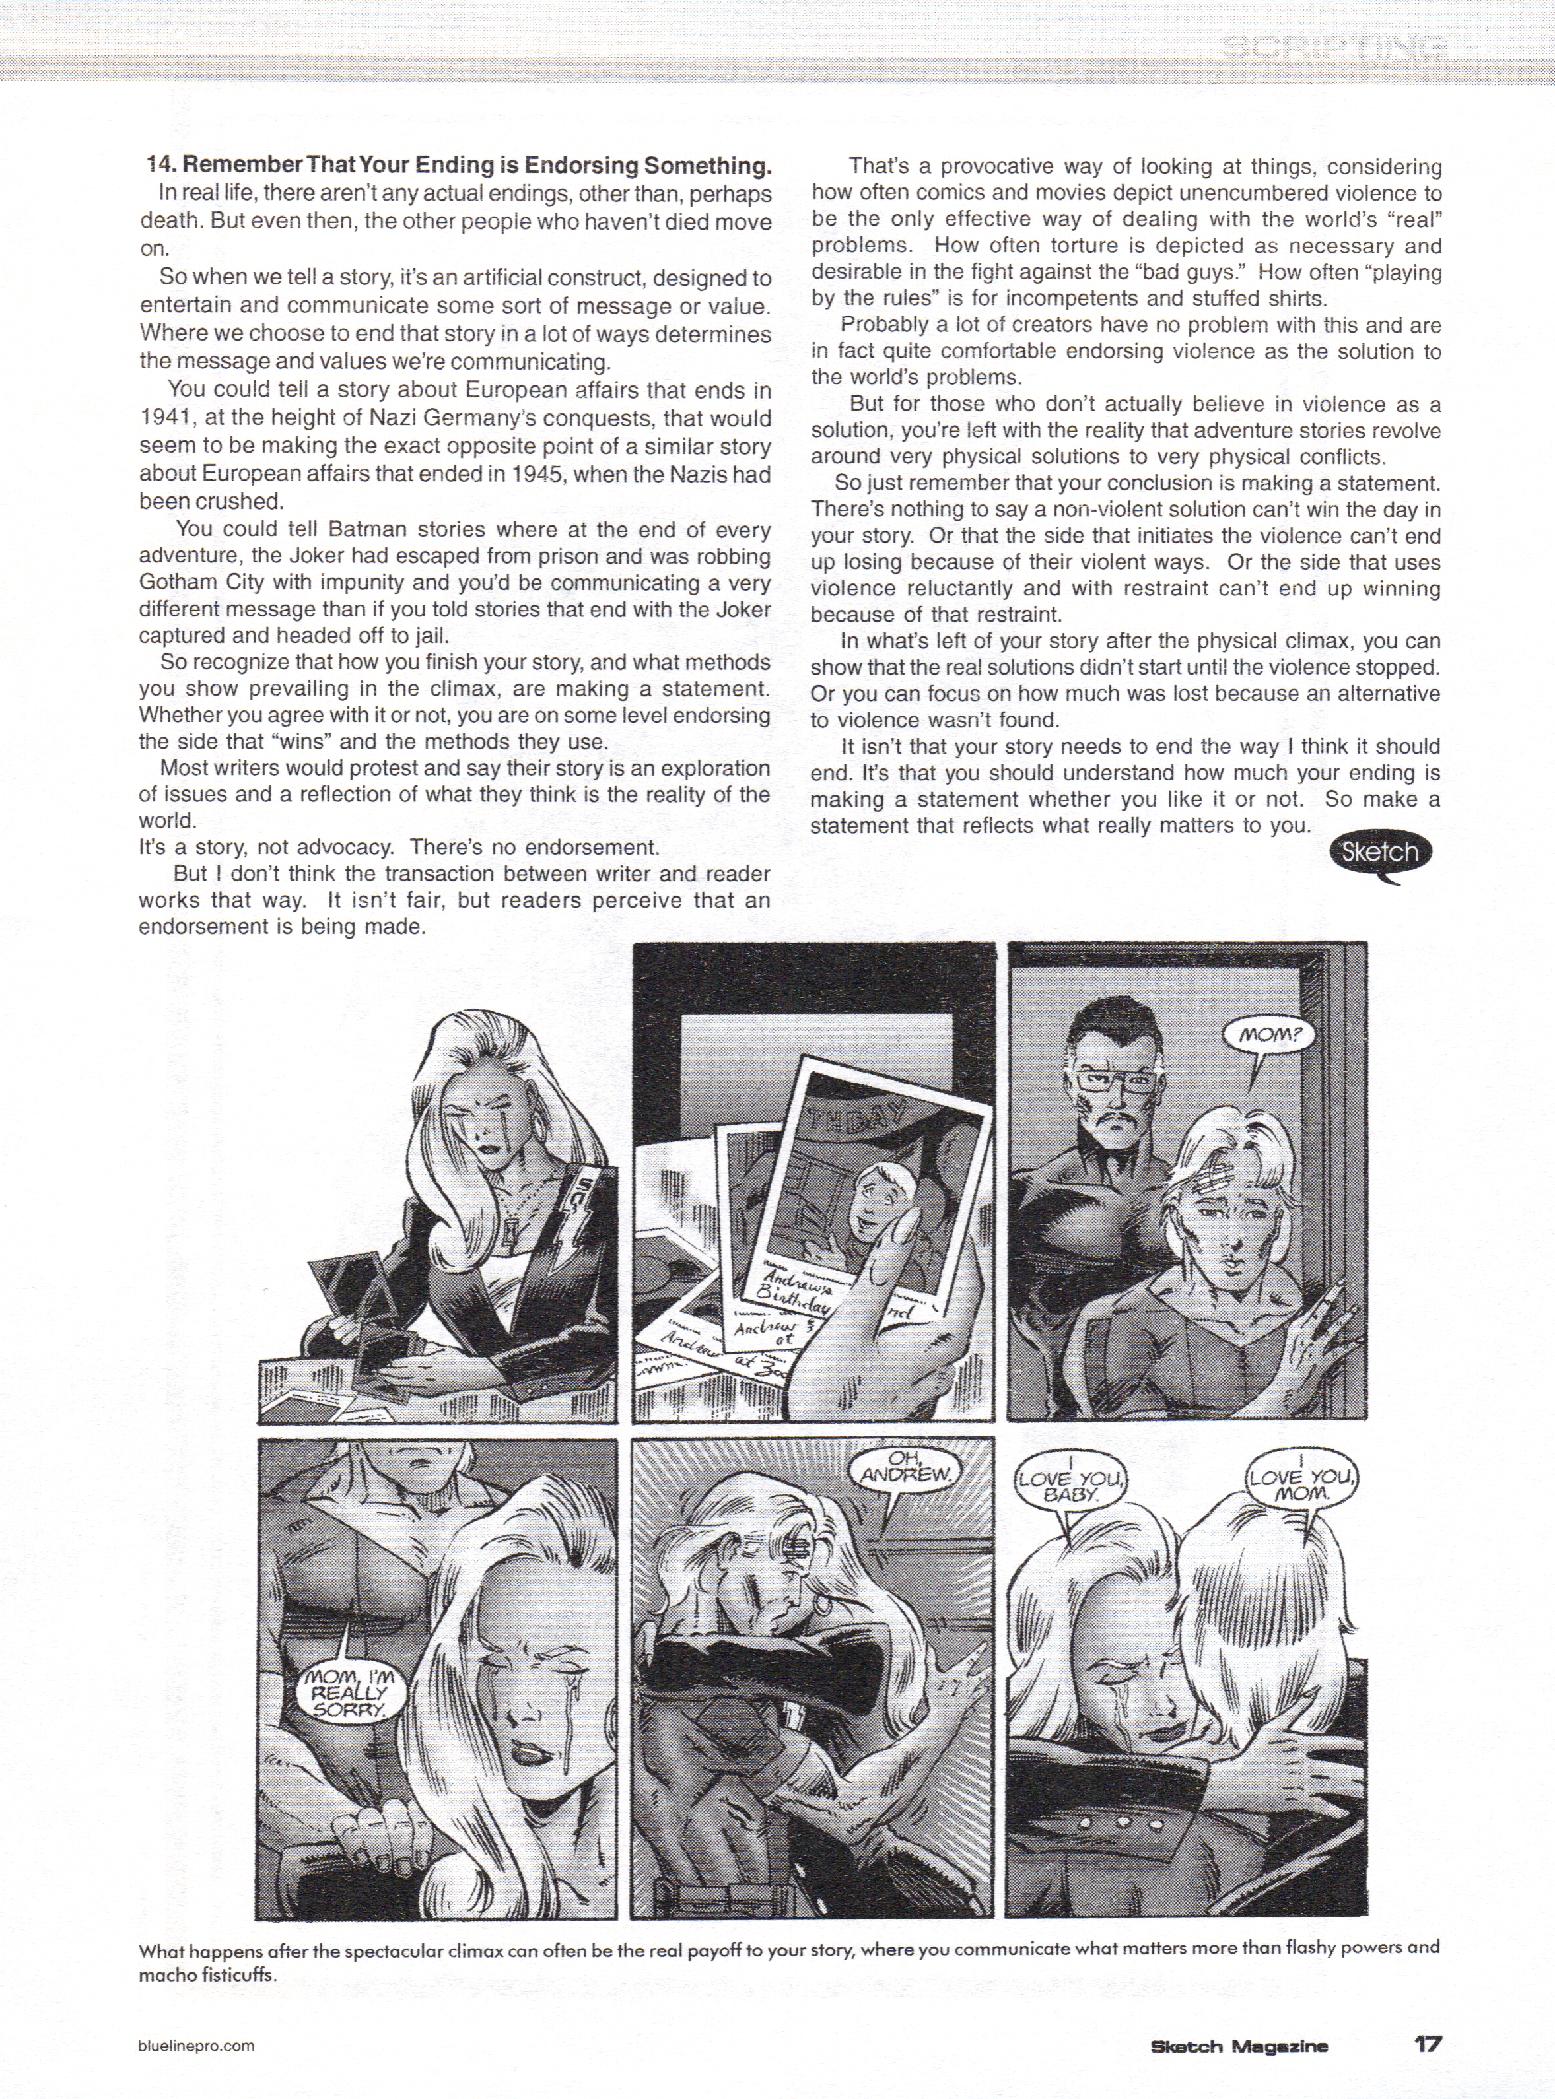 SCRIPTING
14. Remember That Your Ending is Endorsing Something.
In real life, there aren't any actual endings, other than, perhaps
death. But even then, the other people who haven't died move
on.
So when we tell a story, it's an artificial construct, designed to
entertain and communicate some sort of message or value.
Where we choose to end that story in a lot of ways determines
the message and values we're communicating.
You could tell a story about European affairs that ends in
1941, at the height of Nazi Germany's conquests, that would
seem to be making the exact opposite point of a similar story
about European affairs that ended in 1945, when the Nazis had
been crushed.
You could tell Batman stories where at the end of every
adventure, the Joker had escaped from prison and was robbing
Gotham City with impunity and you'd be communicating a very
different message than if you told stories that end with the Joker
captured and headed off to jail.
So recognize that how you finish your story, and what methods
you show prevailing in the climax, are making a statement.
Whether you agree with it or not, you are on some level endorsing
the side that “wins” and the methods they use.
Most writers would protest and say their story is an exploration
of issues and a reflection of what they think is the reality of the
world.
It's a story, not advocacy. There's no endorsement.
But I don't think the transaction between writer and reader
works that way. It isn't fair, but readers perceive that an
endorsement is being made.
That's a provocative way of looking at things, considering
how often comics and movies depict unencumbered violence to
be the only effective way of dealing with the world's “real”
problems. How often torture is depicted as necessary and
desirable in the fight against the “bad guys.” How often “playing
by the rules” is for incompetents and stuffed shirts.
Probably a lot of creators have no problem with this and are
in fact quite comfortable endorsing violence as the solution to
the world's problems.
But for those who don't actually believe in violence as a
solution, you're left with the reality that adventure stories revolve
around very physical solutions to very physical conflicts.
So just remember that your conclusion is making a statement.
There's nothing to say a non-violent solution can't win the day in
your story. Or that the side that initiates the violence can't end
up losing because of their violent ways. Or the side that uses
violence reluctantly and with restraint can't end up winning
because of that restraint.
In what's left of your story after the physical climax, you can
show that the real solutions didn't start until the violence stopped.
Or you can focus on how much was lost because an alternative
to violence wasn't found.
It isn't that your story needs to end the way I think it should
end. It's that you should understand how much your ending is
making a statement whether you like it or not. So make a
statement that reflects what really matters to you.
Sketch
THDAY
Andrew's
Birthday
nd
Andrew
at
Andrew
at Zoo
MOM?
MOM, I'M
REALLY
SORRY.
OH,
ANDREW.
I
LOVE YOU,
BABY.
I
LOVE YOU,
MOM.
What happens after the spectacular climax can often be the real payoff to your story, where you communicate what matters more than flashy powers and
macho fisticuffs.
bluelinepro.com
Sketch Magazine 17